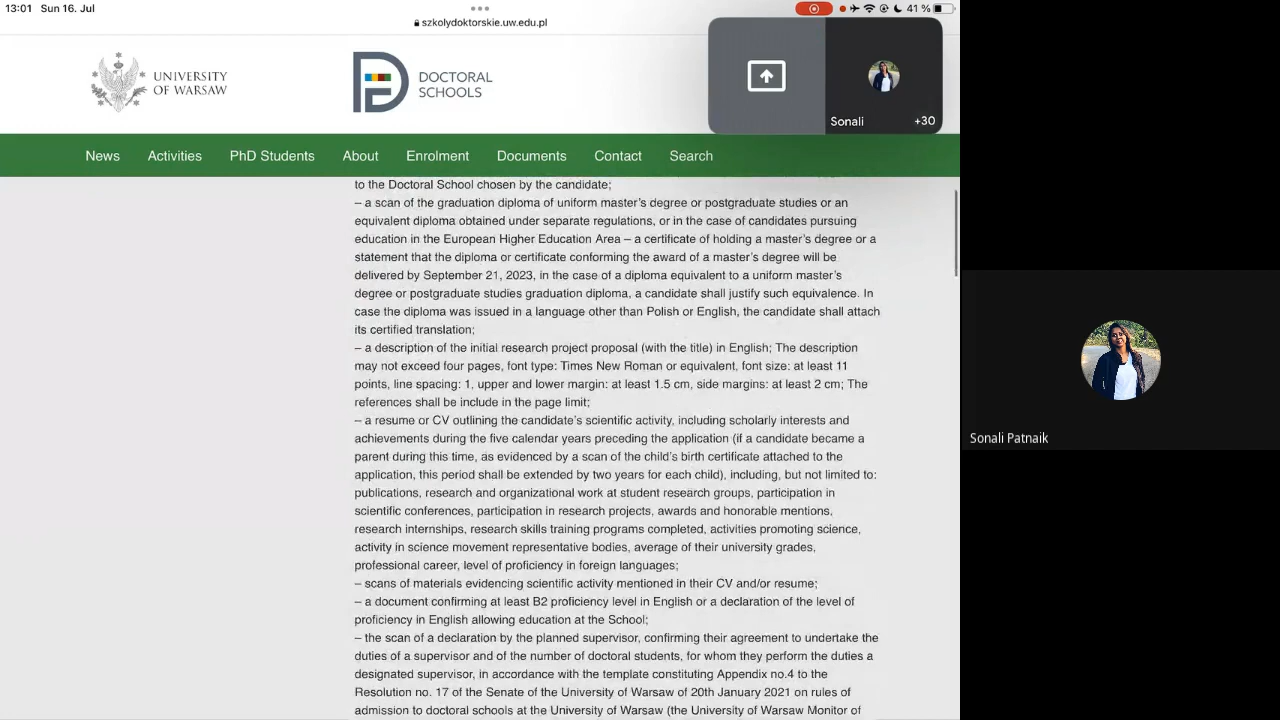 13:01 Sun 16. Jul
41 %
szkolydoktorskie.uw.edu.pl
UNIVERSITY
OF WARSAW
DOCTORAL
SCHOOLS
Sonali +30
News Activities PhD Students About Enrolment Documents Contact Search
to the Doctoral School chosen by the candidate;
– a scan of the graduation diploma of uniform master's degree or postgraduate studies or an
equivalent diploma obtained under separate regulations, or in the case of candidates pursuing
education in the European Higher Education Area – a certificate of holding a master's degree or a
statement that the diploma or certificate conforming the award of a master's degree will be
delivered by September 21, 2023, in the case of a diploma equivalent to a uniform master's
degree or postgraduate studies graduation diploma, a candidate shall justify such equivalence. In
case the diploma was issued in a language other than Polish or English, the candidate shall attach
its certified translation;
– a description of the initial research project proposal (with the title) in English; The description
may not exceed four pages, font type: Times New Roman or equivalent, font size: at least 11
points, line spacing: 1, upper and lower margin: at least 1.5 cm, side margins: at least 2 cm; The
references shall be include in the page limit;
– a resume or CV outlining the candidate's scientific activity, including scholarly interests and
achievements during the five calendar years preceding the application (if a candidate became a
parent during this time, as evidenced by a scan of the child's birth certificate attached to the
application, this period shall be extended by two years for each child), including, but not limited to:
publications, research and organizational work at student research groups, participation in
scientific conferences, participation in research projects, awards and honorable mentions,
research internships, research skills training programs completed, activities promoting science,
activity in science movement representative bodies, average of their university grades,
professional career, level of proficiency in foreign languages;
– scans of materials evidencing scientific activity mentioned in their CV and/or resume;
– a document confirming at least B2 proficiency level in English or a declaration of the level of
proficiency in English allowing education at the School;
– the scan of a declaration by the planned supervisor, confirming their agreement to undertake the
duties of a supervisor and of the number of doctoral students, for whom they perform the duties a
designated supervisor, in accordance with the template constituting Appendix no.4 to the
Resolution no. 17 of the Senate of the University of Warsaw of 20th January 2021 on rules of
admission to doctoral schools at the University of Warsaw (the University of Warsaw Monitor of
Sonali Patnaik